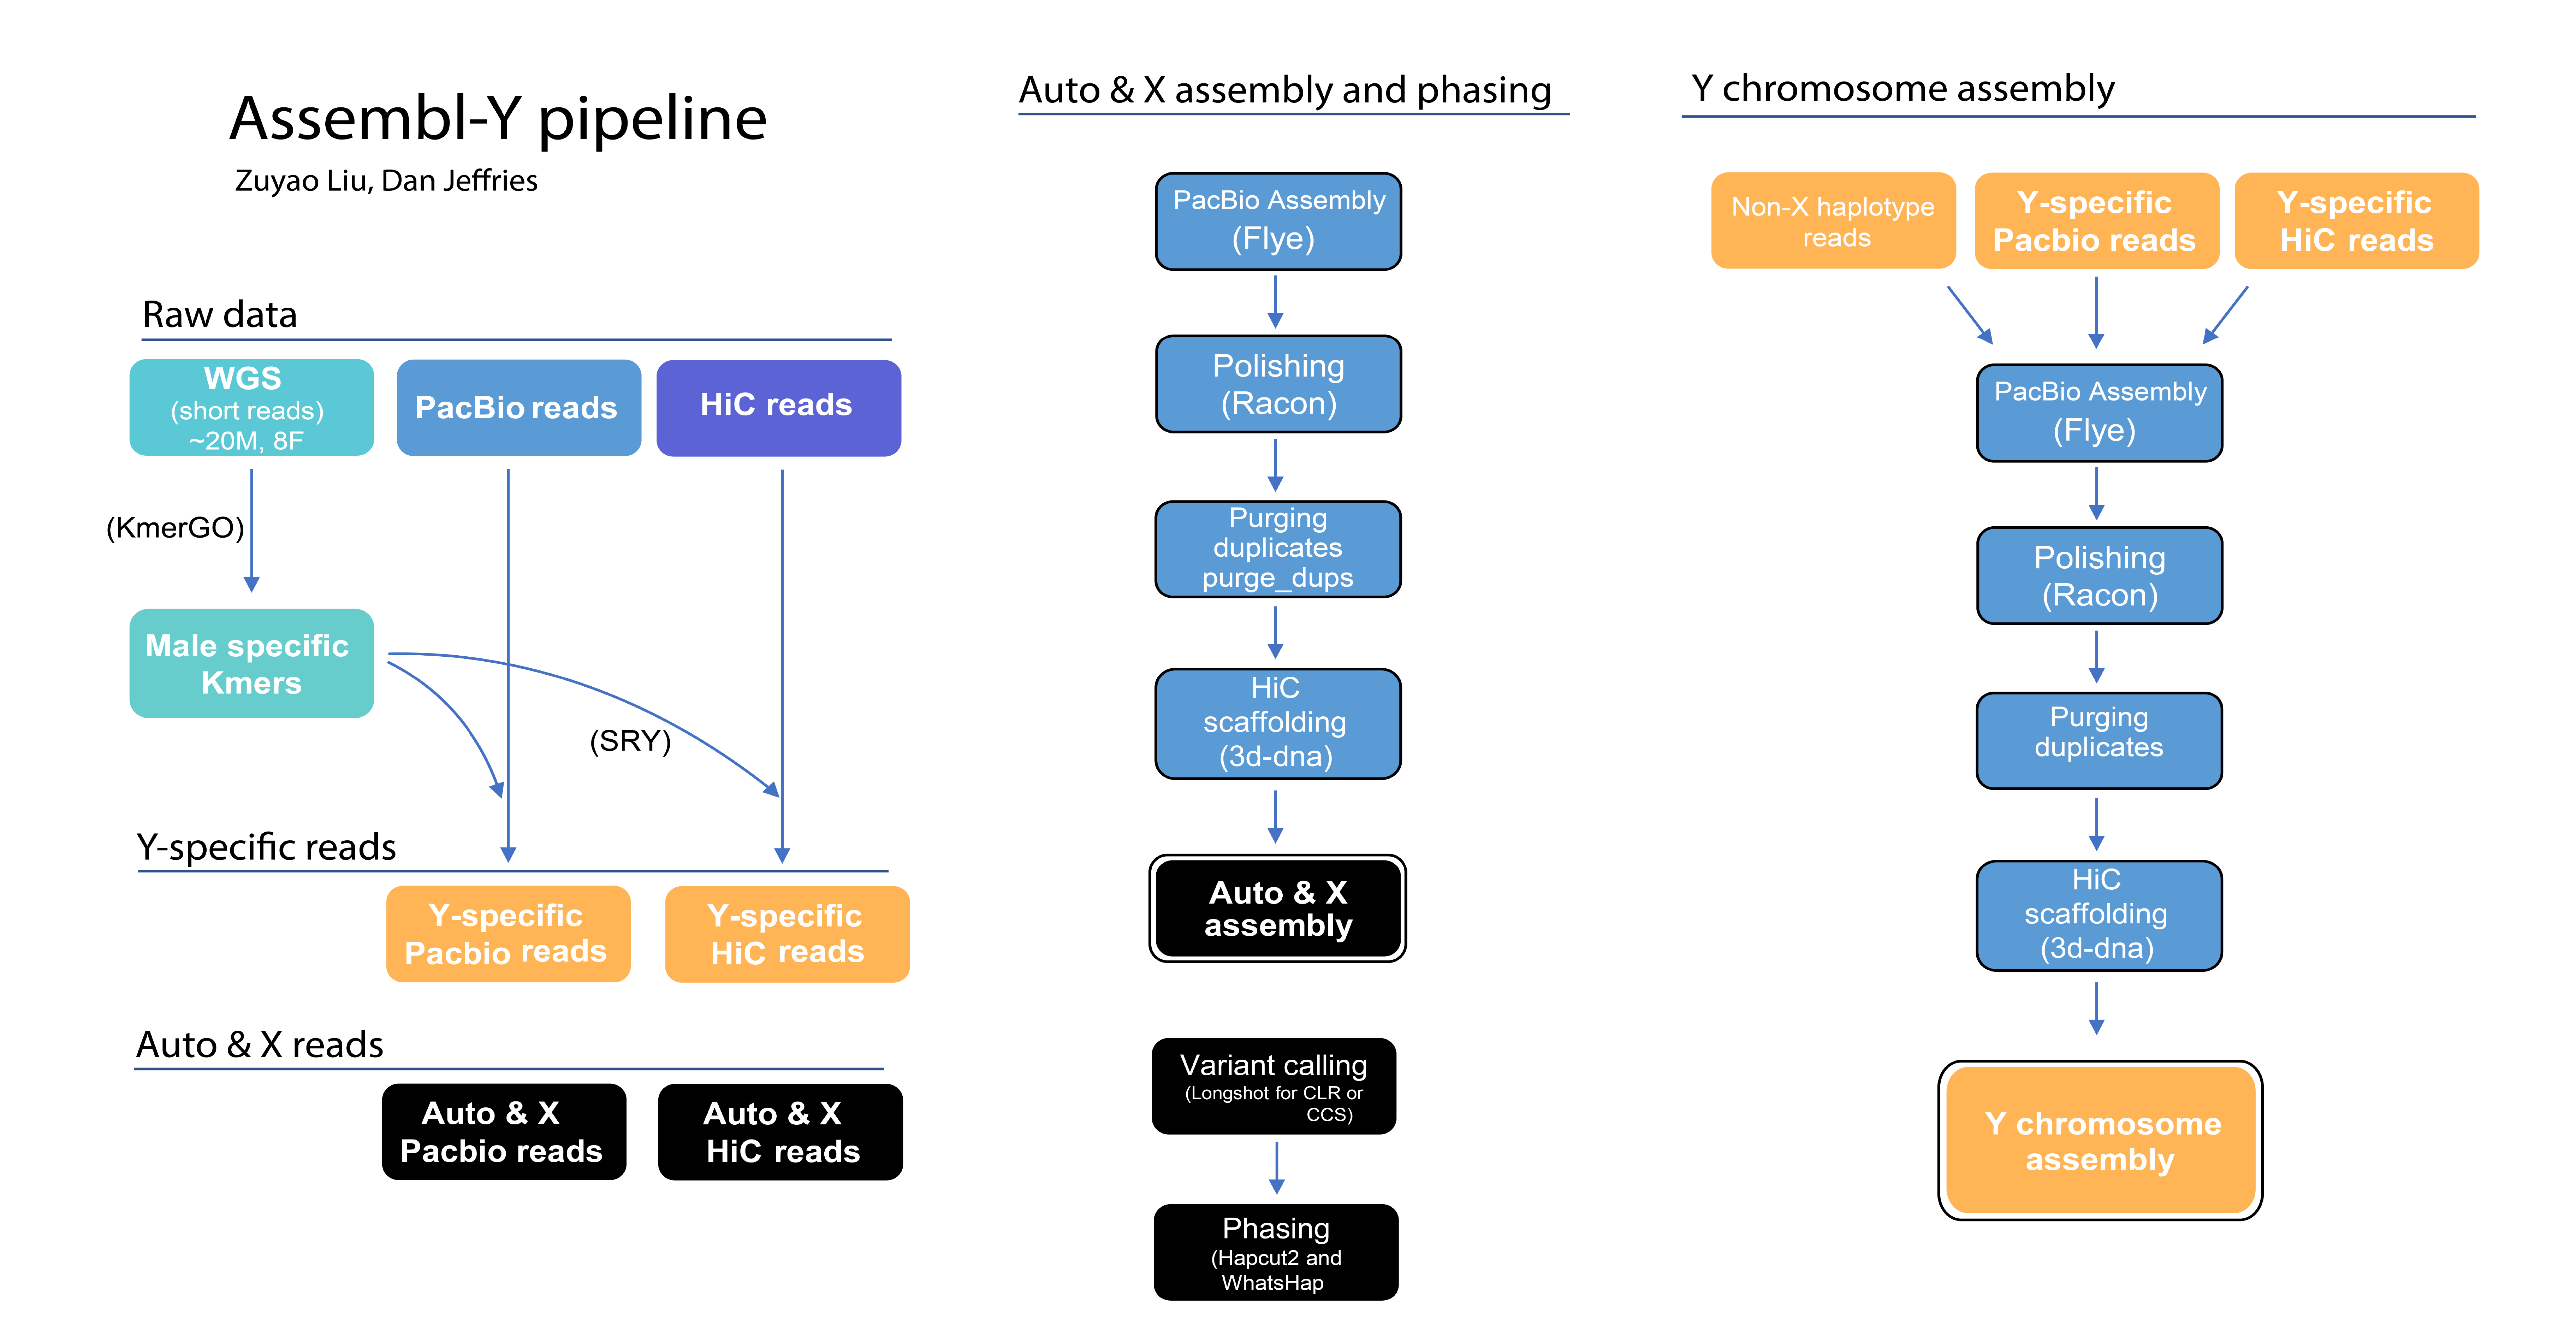 Assembl-Y pipeline
Zuyao Liu, Dan Jeffries
Raw data
WGS
(short reads)
~20M, 8F
PacBio reads
HiC reads
(KmerGO)
Male specific
Kmers
(SRY)
Y-specific reads
Y-specific
Pacbio reads
Y-specific
HiC reads
Auto & X reads
Auto & X
Pacbio reads
Auto & X
HiC reads
Auto & X assembly and phasing
PacBio Assembly
(Flye)
Polishing
(Racon)
Purging
duplicates
purge_dups
HiC
scaffolding
(3d-dna)
Auto & X
assembly
Variant calling
(Longshot for CLR or
CCS)
Phasing
(Hapcut2 and
WhatsHap
Y chromosome assembly
Non-X haplotype
reads
Y-specific
Pacbio reads
Y-specific
HiC reads
PacBio Assembly
(Flye)
Polishing
(Racon)
Purging
duplicates
HiC
scaffolding
(3d-dna)
Y chromosome
assembly